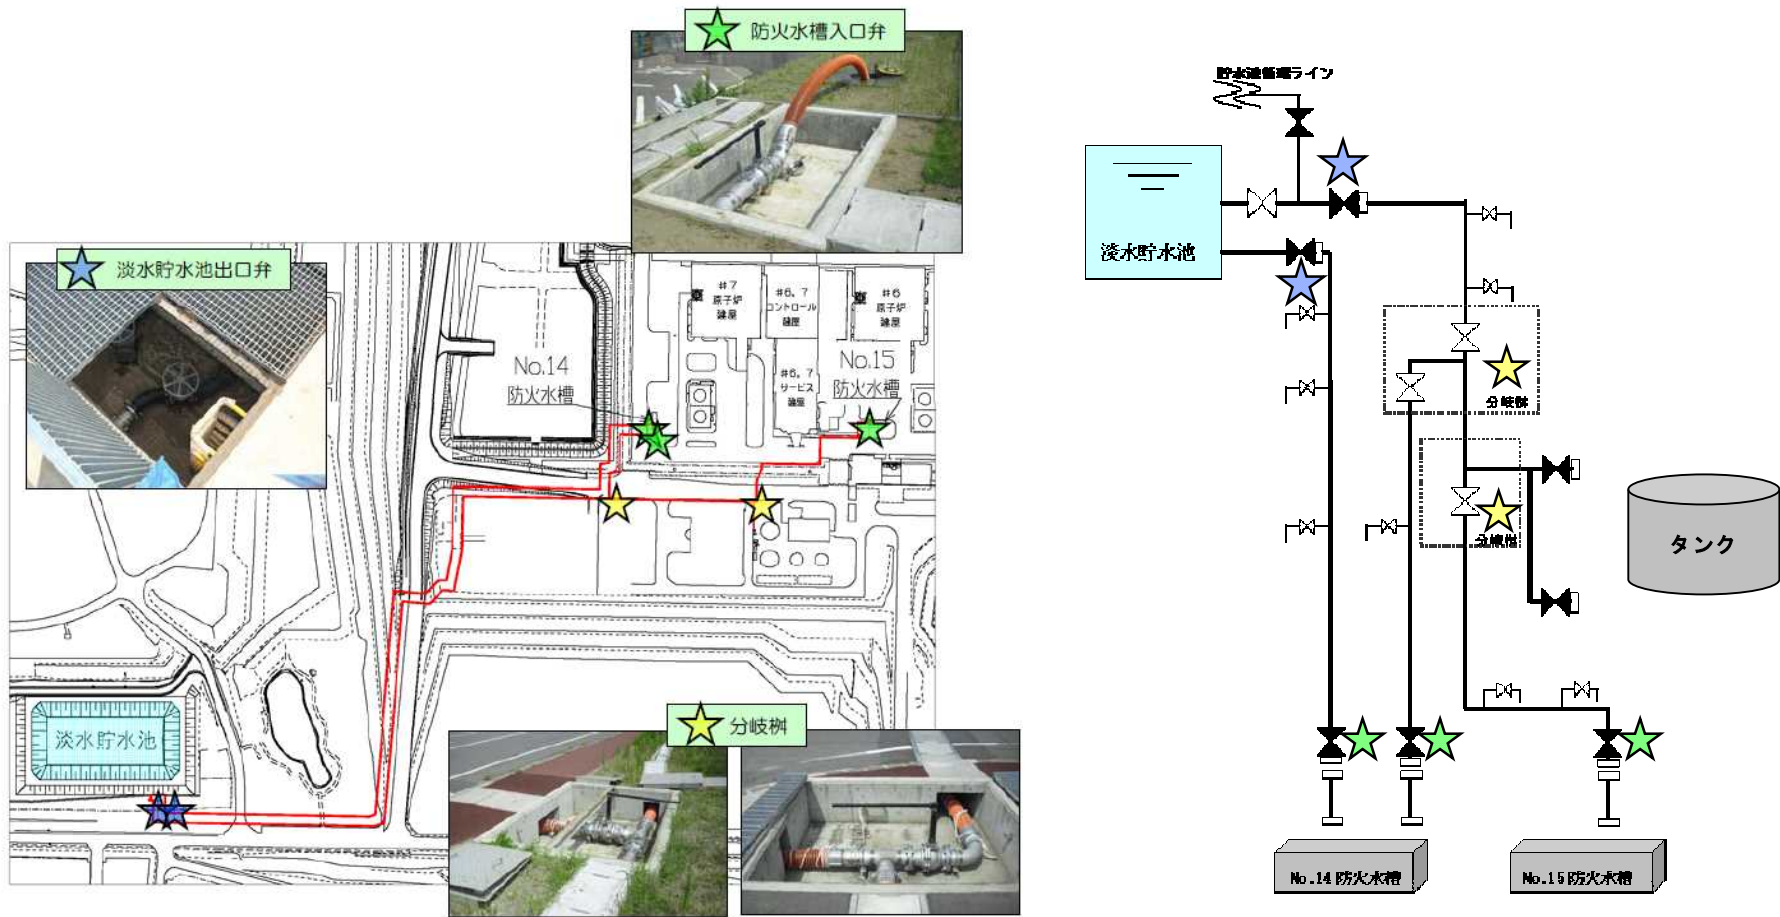 防火水槽入口弁
淡水貯水池出口弁
#7
原子炉
建屋
#6、7
コントロール
建屋
#6
原子炉
建屋
No.14
防火水槽
#6、7
サービス
建屋
No.15
防火水槽
淡水貯水池
分岐桝
貯水池循環ライン
淡水貯水池
分岐桝
分岐桝
タンク
No.14防火水槽
No.15防火水槽